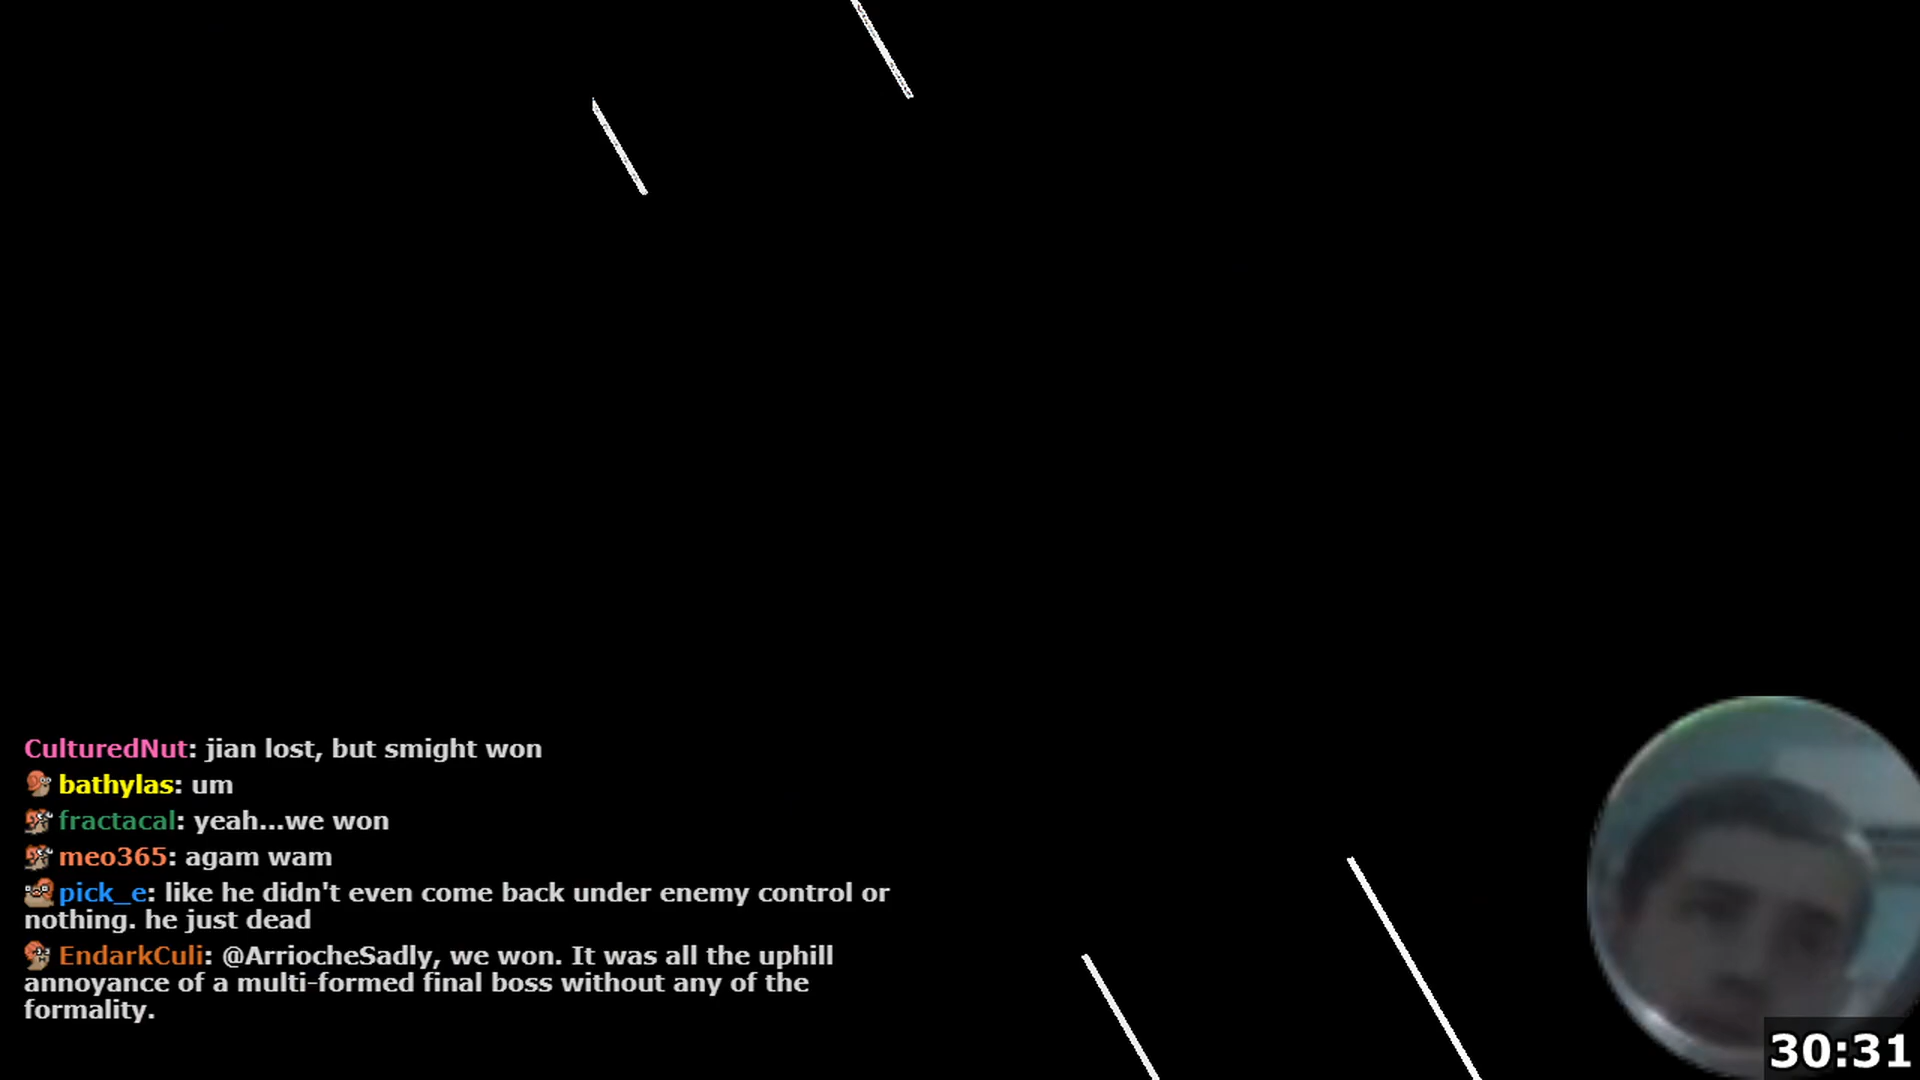 CulturedNut: jian lost, but smight won
bathylas: um
fractacal: yeah...we won
meo365: agam wam
pick_e: like he didn't even come back under enemy control or
nothing. he just dead
EndarkCuli: @ArriocheSadly, we won. It was all the uphill
annoyance of a multi-formed final boss without any of the
formality.
30:31